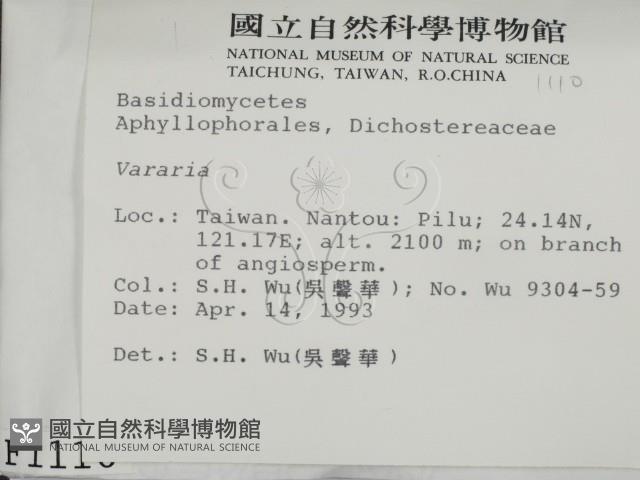 國立自然科學博物館
NATIONAL MUSEUM OF NATURAL SCIENCE
TAICHUNG, TAIWAN, R.O.CHINA
1110
Basidiomycetes
Aphyllophorales, Dichostereaceae
Vararia
Loc.: Taiwan. Nantou: Pilu; 24.14N,
121.17E; alt. 2100 m; on branch
of angiosperm.
Col.: S.H. Wu(吳聲華); No. Wu 9304-59
Date: Apr. 14, 1993
Det.: S.H. Wu(吳聲華)
國立自然科學博物館
NATIONAL MUSEUM OF NATURAL SCIENCE
F1110